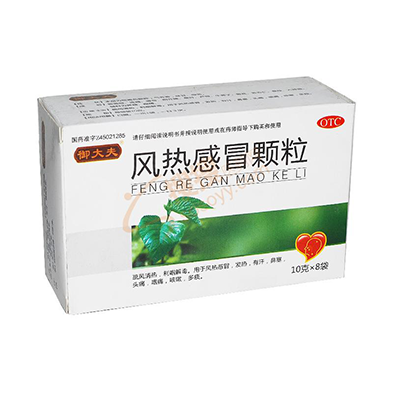 国药准字Z45021285
请仔细阅读说明书并按说明使用或在药师指导下购买和使用
OTC
御大夫
风热感冒颗粒
FENG RE GAN MAO KE LI
疏风清热,利咽解毒。用于风热感冒,发热,有汗,鼻塞,
头痛,咽痛,咳嗽,多痰。
10克×8袋